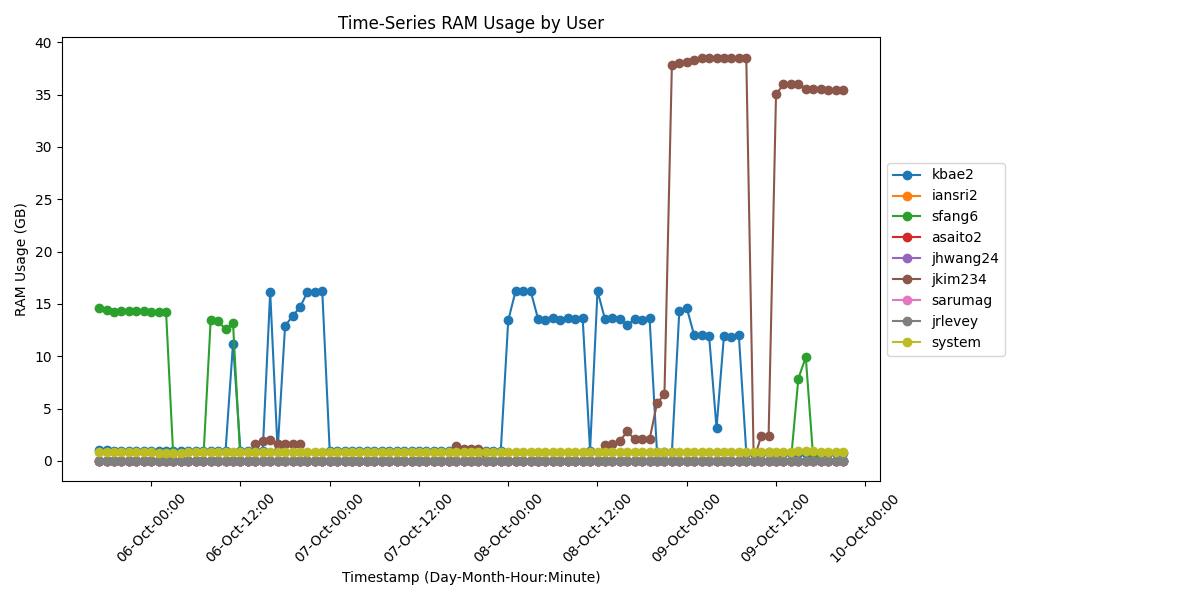 Time-Series RAM Usage by User
RAM Usage (GB)
40
35
30
25
20
15
10
5
0
06-Oct-00:00
06-Oct-12:00
07-Oct-00:00
07-Oct-12:00
08-Oct-00:00
08-Oct-12:00
09-Oct-00:00
09-Oct-12:00
10-Oct-00:00
Timestamp (Day-Month-Hour:Minute)
kbae2
iansri2
sfang6
asaito2
jhwang24
jkim234
sarumag
jrlevey
system